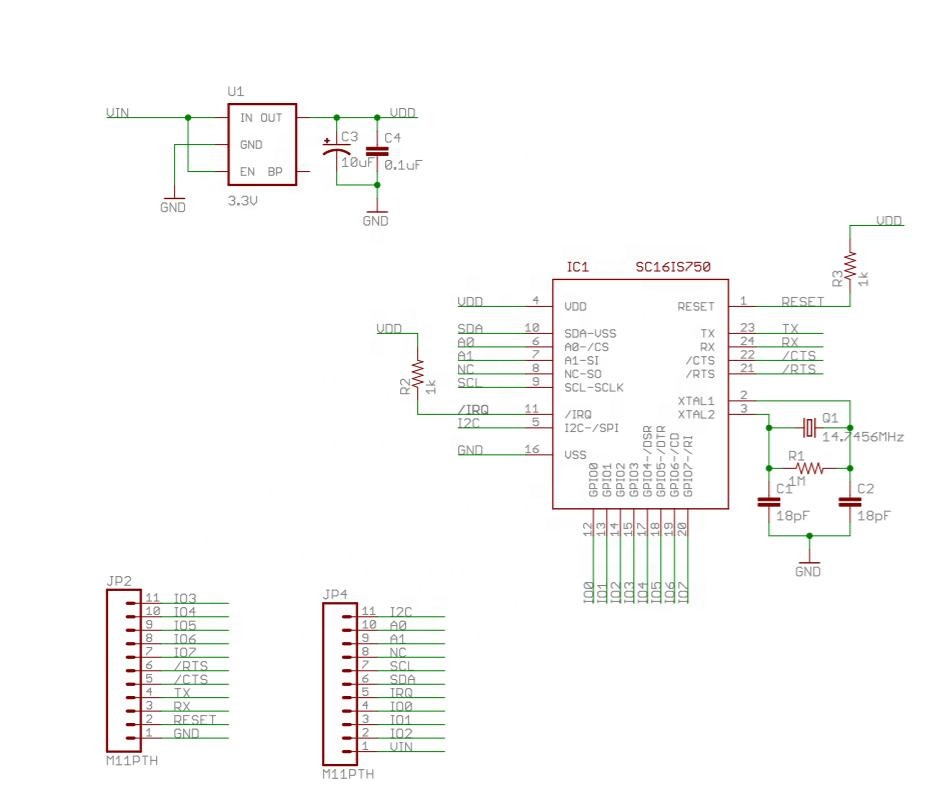 U1
VIN
IN OUT
VDD
GND
EN BP
C3
10uF
C4
0.1uF
GND
3.3V
GND
VDD
IC1 SC16IS750
R3
1k
VDD 4 VDD RESET 1 RESET
VDD
SDA 10 SDA-VSS TX 23 TX
A0 6 A0-/CS RX 24 RX
A1 7 A1-SI /CTS 22 /CTS
NC 8 NC-SO /RTS 21 /RTS
SCL 9 SCL-SCLK
R2
1k
XTAL1 2
/IRQ 11 /IRQ XTAL2 3
I2C 5 I2C-/SPI
Q1
14.7456MHz
GND 16 VSS
R1
1M
GPIO0
GPIO1
GPIO2
GPIO3
GPIO4-/DSR
GPIO5-/DTR
GPIO6-/CD
GPIO7-/RI
C1
18pF
C2
18pF
12 13 14 15 17 18 19 20
GND
IO0 IO1 IO2 IO3 IO4 IO5 IO6 IO7
JP2
11 IO3
10 IO4
9 IO5
8 IO6
7 IO7
6 /RTS
5 /CTS
4 TX
3 RX
2 RESET
1 GND
M11PTH
JP4
11 I2C
10 A0
9 A1
8 NC
7 SCL
6 SDA
5 IRQ
4 IO0
3 IO1
2 IO2
1 VIN
M11PTH